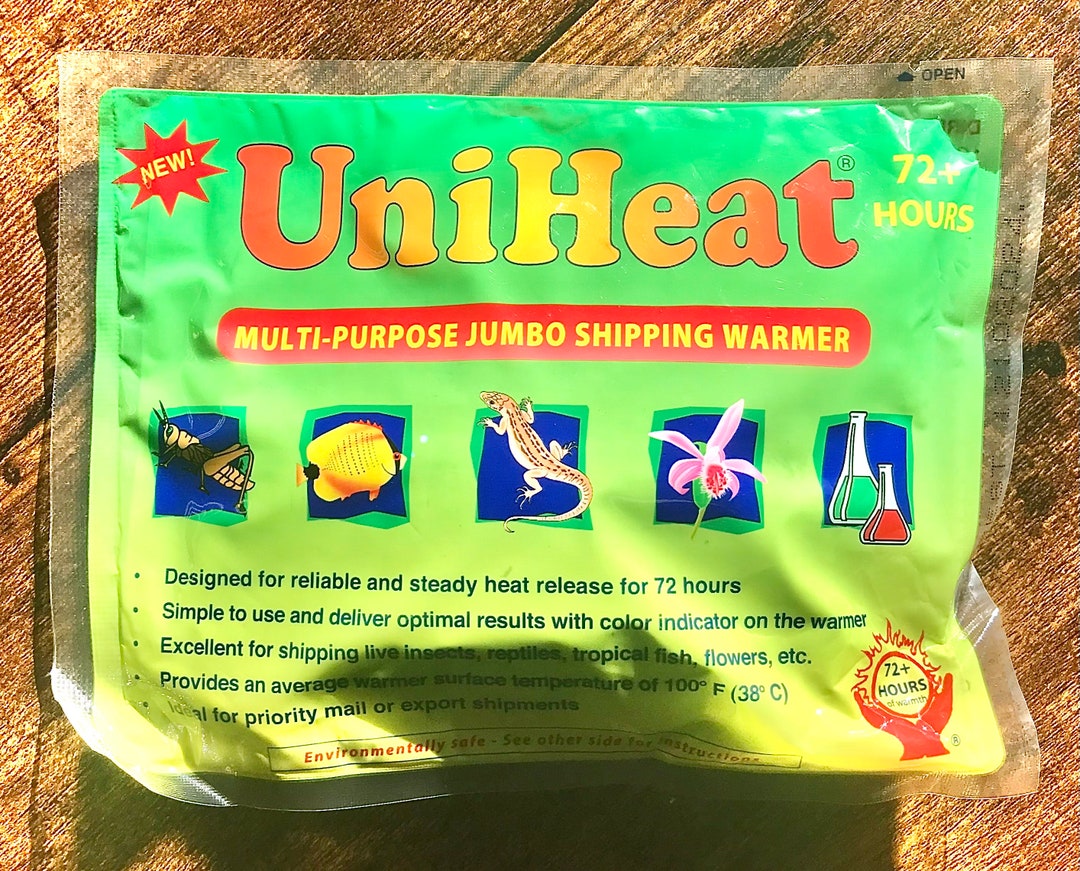 OPEN
NEW!
UniHeat®
72+
HOURS
MULTI-PURPOSE JUMBO SHIPPING WARMER
• Designed for reliable and steady heat release for 72 hours
• Simple to use and deliver optimal results with color indicator on the warmer
• Excellent for shipping live insects, reptiles, tropical fish, flowers, etc.
• Provides an average warmer surface temperature of 100° F (38° C)
• Ideal for priority mail or export shipments
72+
HOURS
of warmth
®
Environmentally safe - See other side for instructions